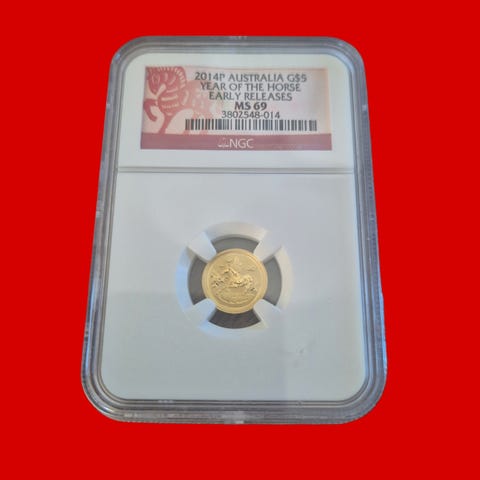 2014P AUSTRALIA G$5
YEAR OF THE HORSE
EARLY RELEASES
MS 69
3802548-014
NGC